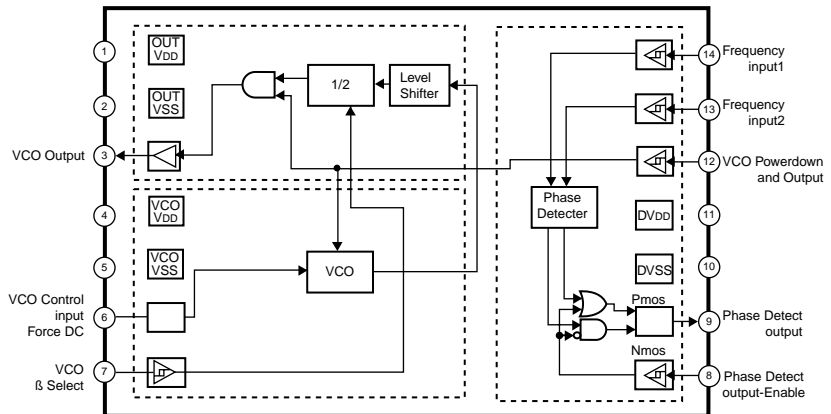 1
OUT
VDD
2
OUT
VSS
VCO Output
3
1/2
Level
Shifter
4
VCO
VDD
5
VCO
VSS
VCO
VCO Control
input
Force DC
6
VCO
ß Select
7
14
Frequency
input1
13
Frequency
input2
12
VCO Powerdown
and Output
Phase
Detecter
11
DVDD
10
DVSS
Pmos
9
Phase Detect
output
Nmos
8
Phase Detect
output-Enable